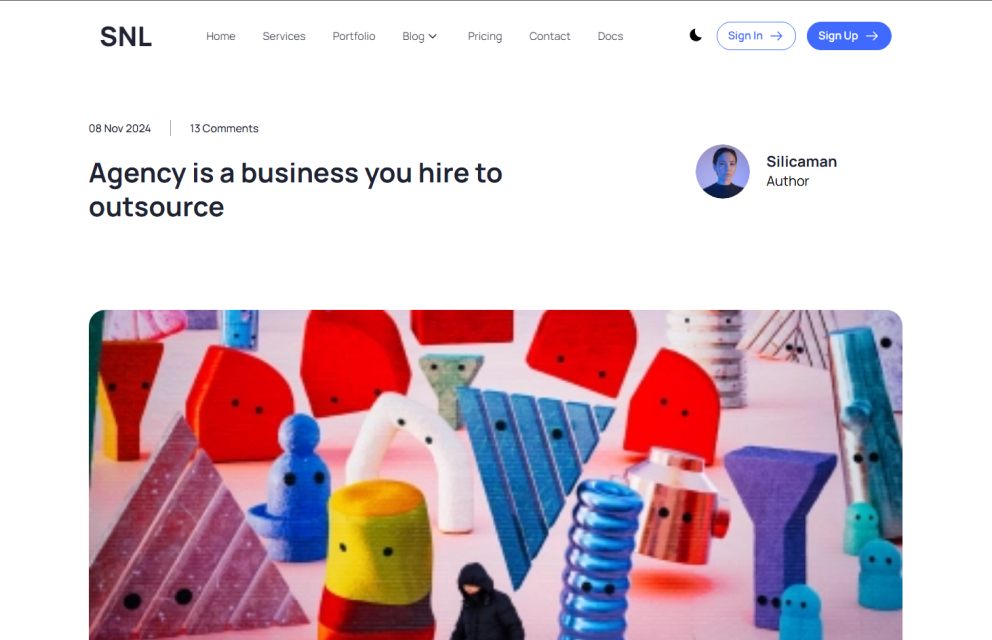 SNL
Home Services Portfolio Blog Pricing Contact Docs
Sign In
Sign Up
08 Nov 2024
13 Comments
Agency is a business you hire to
outsource
Silicaman
Author